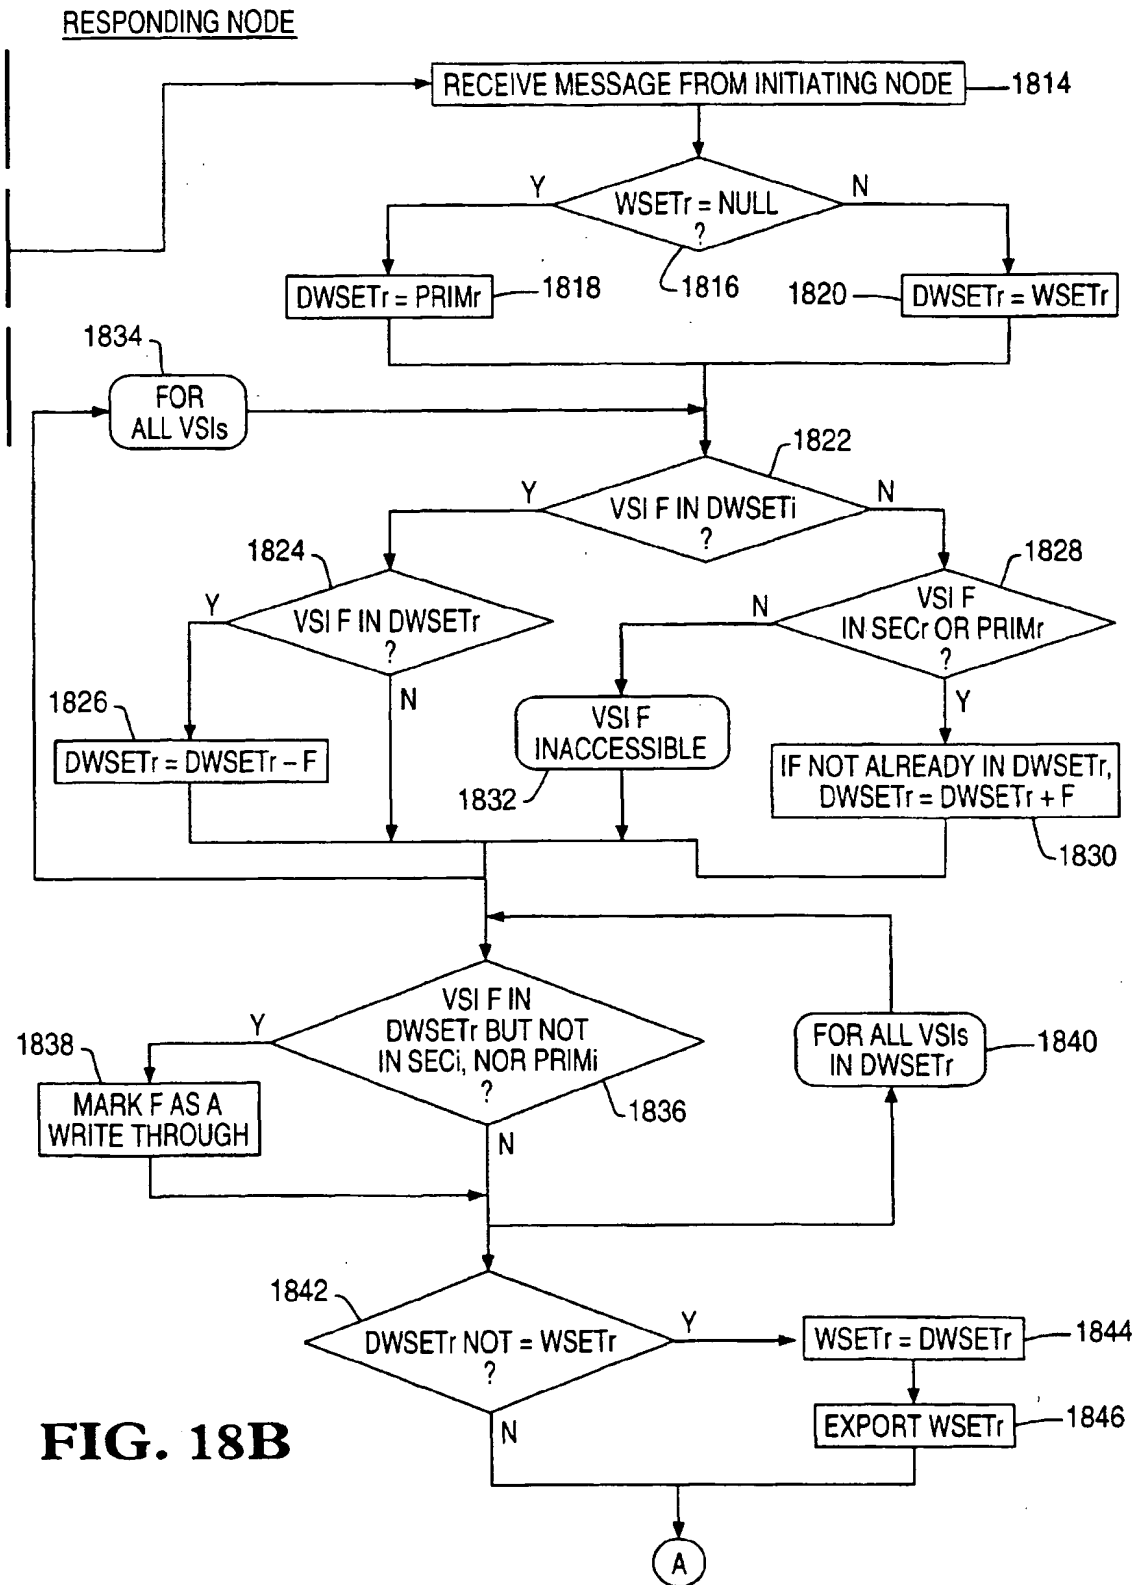 RESPONDING NODE
RECEIVE MESSAGE FROM INITIATING NODE
1814
Y
WSETr = NULL
?
N
1816
DWSETr = PRIMr
1818
1820
DWSETr = WSETr
1834
FOR
ALL VSIs
1822
Y
VSI F IN DWSETi
?
N
1824
Y
VSI F IN DWSETr
?
N
1828
N
VSI F
IN SECr OR PRIMr
?
Y
1826
DWSETr = DWSETr – F
VSI F
INACCESSIBLE
1832
IF NOT ALREADY IN DWSETr,
DWSETr = DWSETr + F
1830
Y
VSI F IN
DWSETr BUT NOT
IN SECi, NOR PRIMi
?
1836
N
1838
MARK F AS A
WRITE THROUGH
FOR ALL VSIs
IN DWSETr
1840
1842
DWSETr NOT = WSETr
?
Y
N
WSETr = DWSETr
1844
EXPORT WSETr
1846
FIG. 18B
A